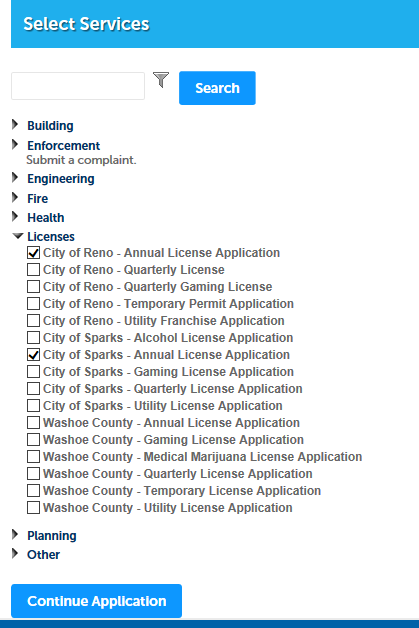 Select Services
Search
Building
Enforcement
Submit a complaint.
Engineering
Fire
Health
Licenses
City of Reno - Annual License Application
City of Reno - Quarterly License
City of Reno - Quarterly Gaming License
City of Reno - Temporary Permit Application
City of Reno - Utility Franchise Application
City of Sparks - Alcohol License Application
City of Sparks - Annual License Application
City of Sparks - Gaming License Application
City of Sparks - Quarterly License Application
City of Sparks - Utility License Application
Washoe County - Annual License Application
Washoe County - Gaming License Application
Washoe County - Medical Marijuana License Application
Washoe County - Quarterly License Application
Washoe County - Temporary License Application
Washoe County - Utility License Application
Planning
Other
Continue Application